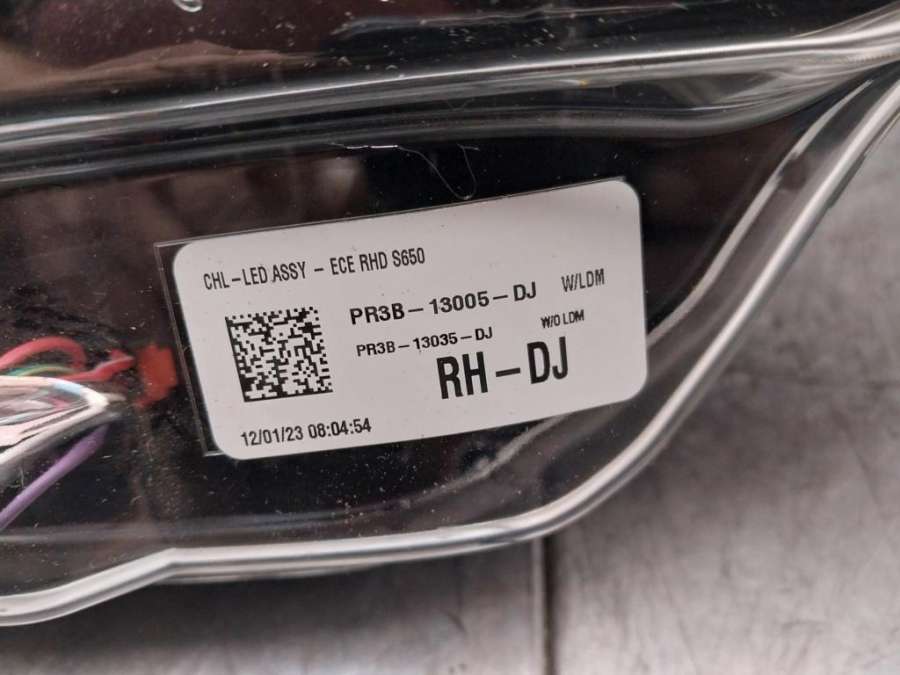 CHL-LED ASSY - ECE RHD S650
PR3B-13005-DJ W/LDM
PR3B-13035-DJ W/O LDM
RH-DJ
12/01/23 08:04:54